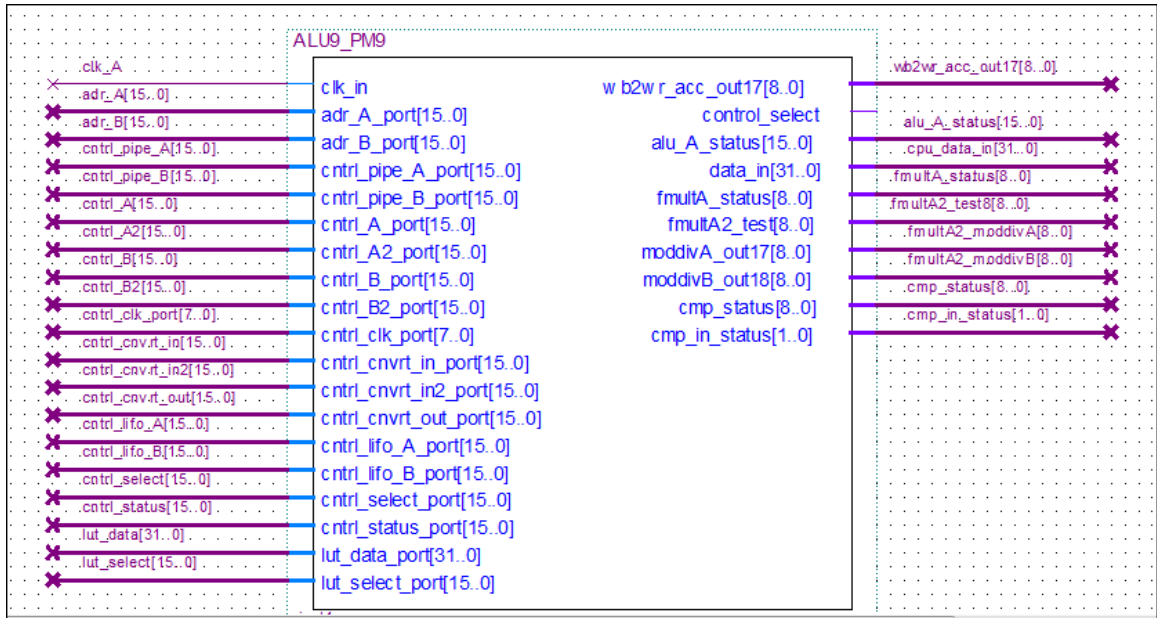 ALU9_PM9
clk_A
adr_A[15..0]
adr_B[15..0]
cntrl_pipe_A[15..0]
cntrl_pipe_B[15..0]
cntrl_A[15..0]
cntrl_A2[15..0]
cntrl_B[15..0]
cntrl_B2[15..0]
cntrl_clk_port[7..0]
cntrl_cnvrt_in[15..0]
cntrl_cnvrt_in2[15..0]
cntrl_cnvrt_out[15..0]
cntrl_lifo_A[15..0]
cntrl_lifo_B[15..0]
cntrl_select[15..0]
cntrl_status[15..0]
lut_data[31..0]
lut_select[15..0]
clk_in
adr_A_port[15..0]
adr_B_port[15..0]
cntrl_pipe_A_port[15..0]
cntrl_pipe_B_port[15..0]
cntrl_A_port[15..0]
cntrl_A2_port[15..0]
cntrl_B_port[15..0]
cntrl_B2_port[15..0]
cntrl_clk_port[7..0]
cntrl_cnvrt_in_port[15..0]
cntrl_cnvrt_in2_port[15..0]
cntrl_cnvrt_out_port[15..0]
cntrl_lifo_A_port[15..0]
cntrl_lifo_B_port[15..0]
cntrl_select_port[15..0]
cntrl_status_port[15..0]
lut_data_port[31..0]
lut_select_port[15..0]
wb2wr_acc_out17[8..0]
control_select
alu_A_status[15..0]
data_in[31..0]
fmultA_status[8..0]
fmultA2_test[8..0]
moddivA_out17[8..0]
moddivB_out18[8..0]
cmp_status[8..0]
cmp_in_status[1..0]
wb2wr_acc_out17[8..0]
alu_A_status[15..0]
cpu_data_in[31..0]
fmultA_status[8..0]
fmultA2_test8[8..0]
fmultA2_moddivA[8..0]
fmultA2_moddivB[8..0]
cmp_status[8..0]
cmp_in_status[1..0]